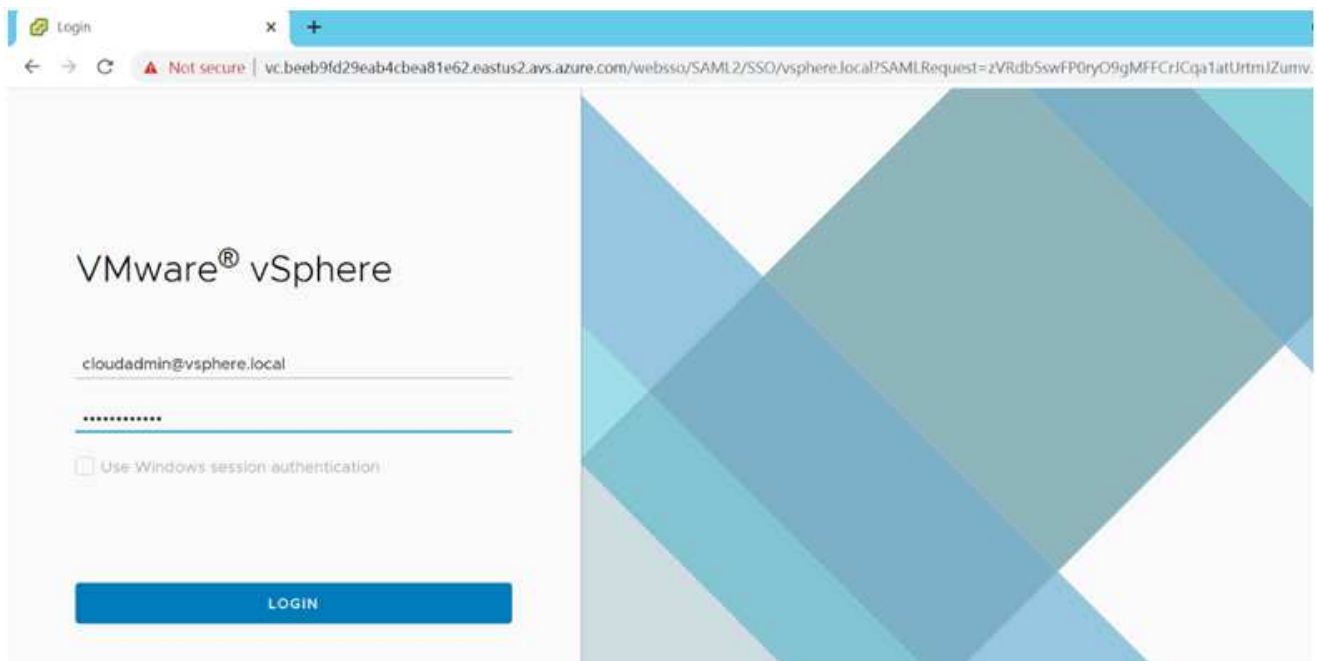 Login
Not secure | vc.beeb9fd29eab4cbea81e62.eastus2.avs.azure.com/websso/SAML2/SSO/vsphere.local?SAMLRequest=zVRdb5swFP0ryO9gMFFCrJCqa1atUrtmJZumv.
VMware® vSphere
cloudadmin@vsphere.local
••••••••••••
Use Windows session authentication
LOGIN